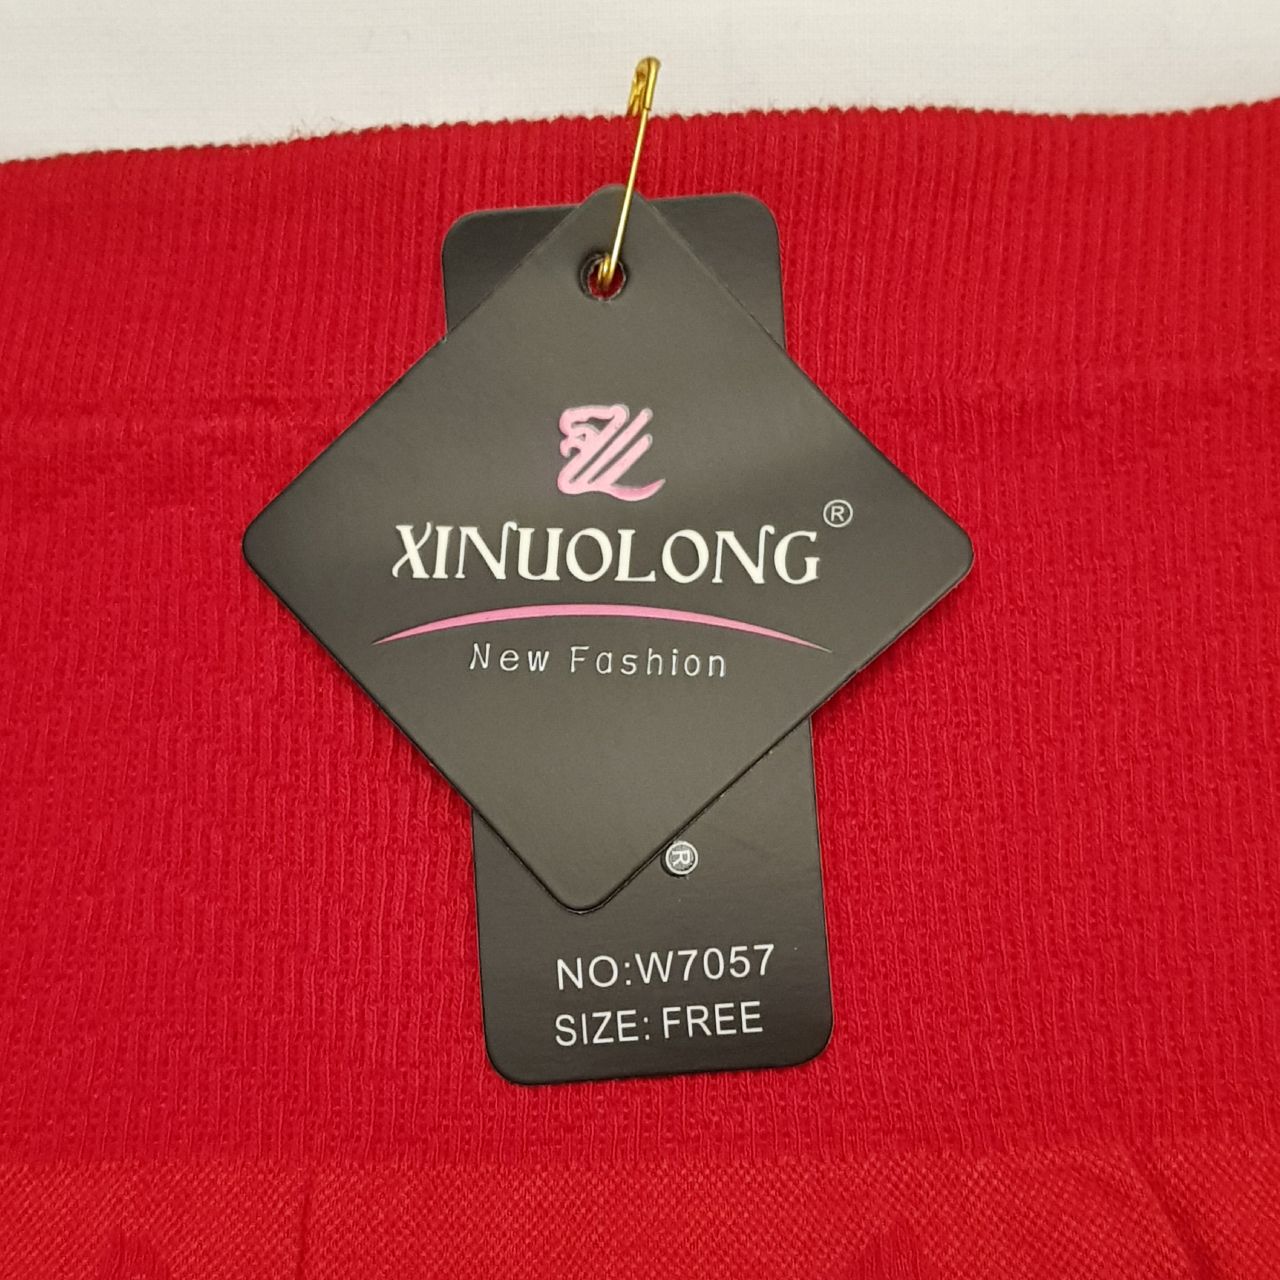 XINUOLONG®
New Fashion
®
NO:W7057
SIZE: FREE